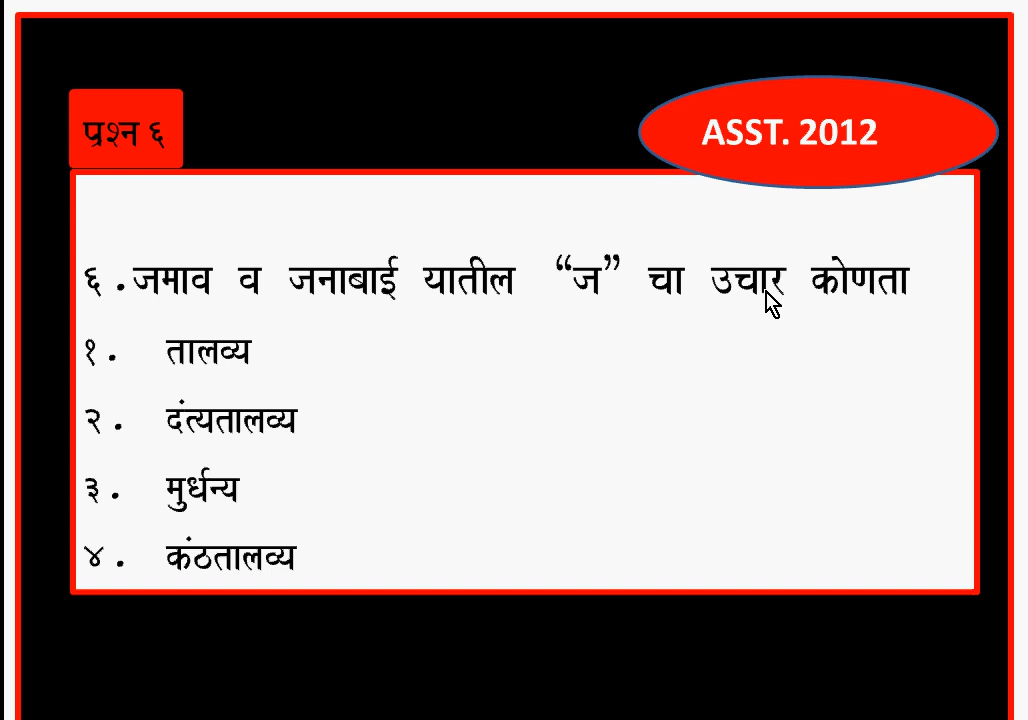 प्रश्न ६
ASST. 2012
६.जमाव व जनाबाई यातील “ज” चा उचार कोणता
१. तालव्य
२. दंत्यतालव्य
३. मुर्धन्य
४. कंठतालव्य